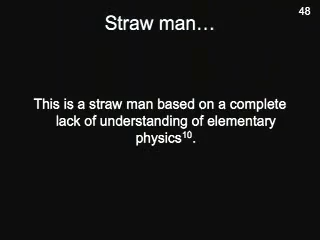 48
Straw man…
This is a straw man based on a complete
lack of understanding of elementary
physics¹⁰.